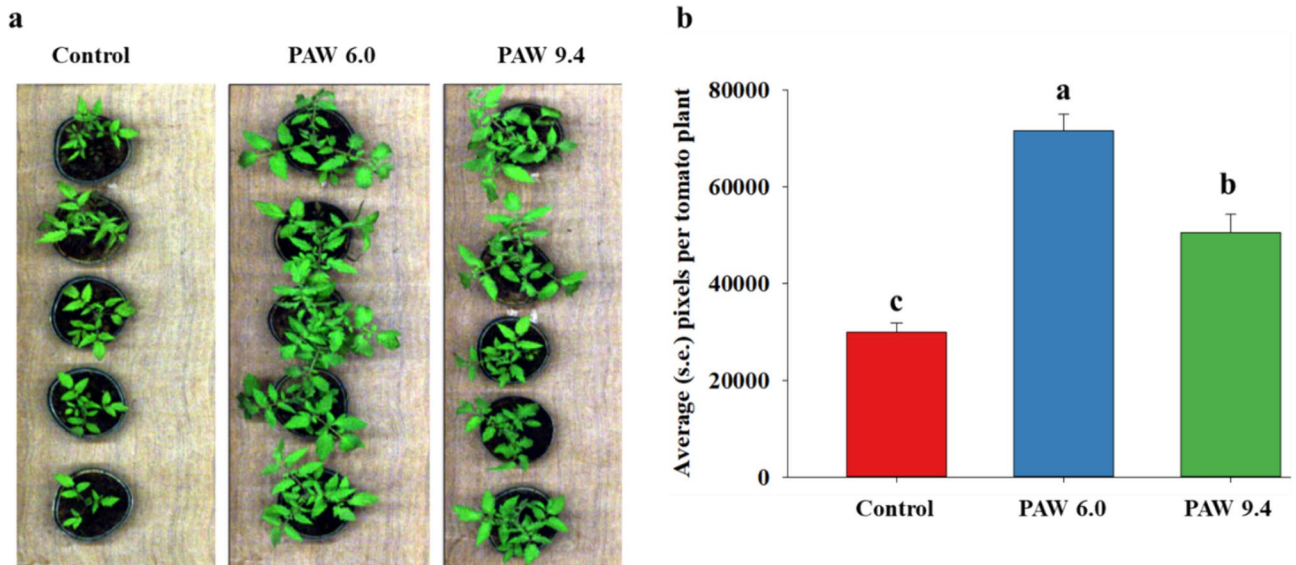 a
Control
PAW 6.0
PAW 9.4
b
Average (s.e.) pixels per tomato plant
80000
60000
40000
20000
0
c
a
b
Control
PAW 6.0
PAW 9.4